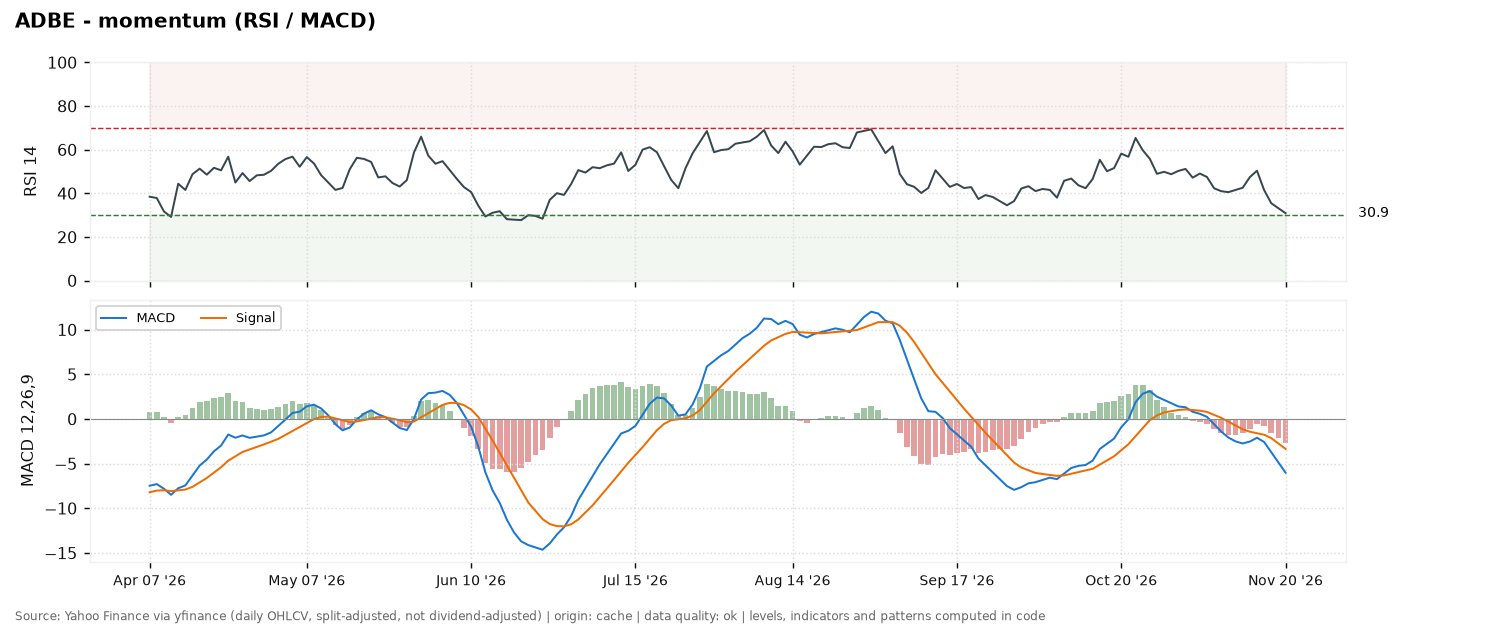 ADBE - momentum (RSI / MACD)
100
80
60
40
20
0
RSI 14
30.9
MACD
Signal
10
5
0
−5
−10
−15
MACD 12,26,9
Apr 07 '26
May 07 '26
Jun 10 '26
Jul 15 '26
Aug 14 '26
Sep 17 '26
Oct 20 '26
Nov 20 '26
Source: Yahoo Finance via yfinance (daily OHLCV, split-adjusted, not dividend-adjusted) | origin: cache | data quality: ok | levels, indicators and patterns computed in code